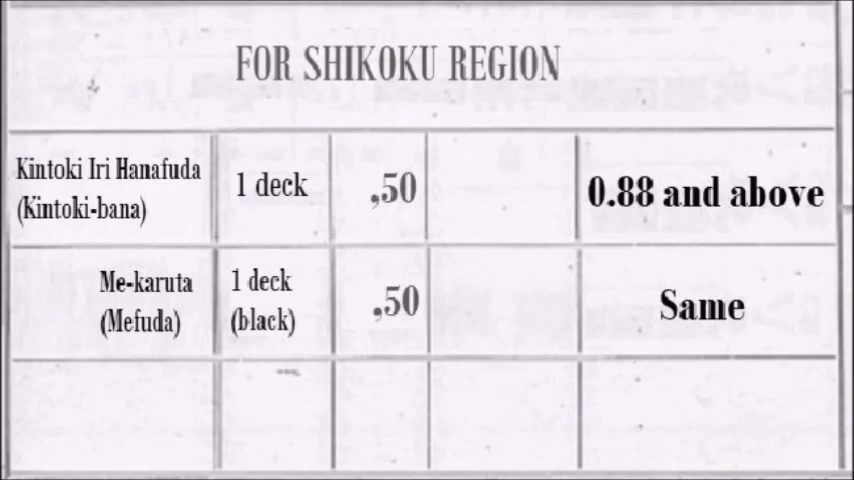 FOR SHIKOKU REGION
Kintoki Iri Hanafuda
(Kintoki-bana)
1 deck
,50
0.88 and above
Me-karuta
(Mefuda)
1 deck
(black)
,50
Same